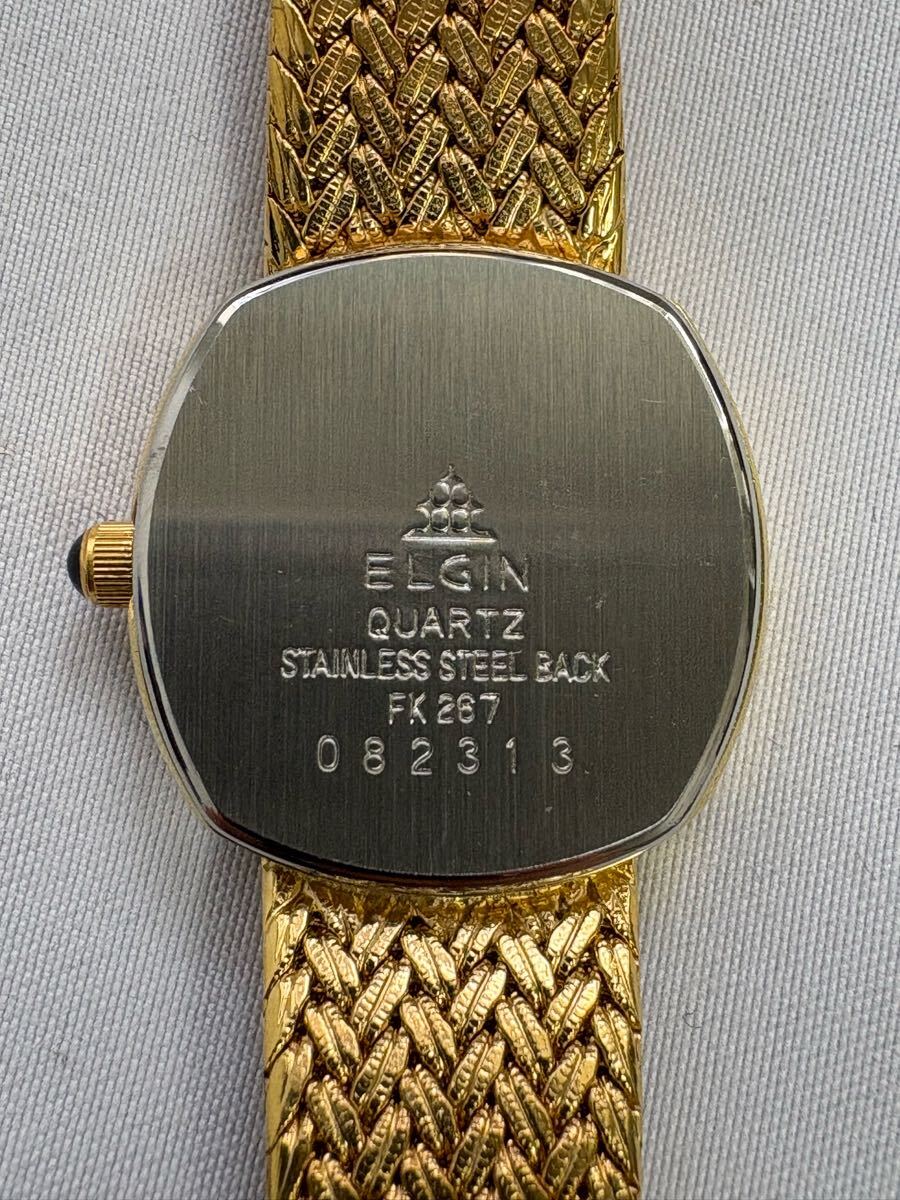 ELGIN
QUARTZ
STAINLESS STEEL BACK
FK 267
082313